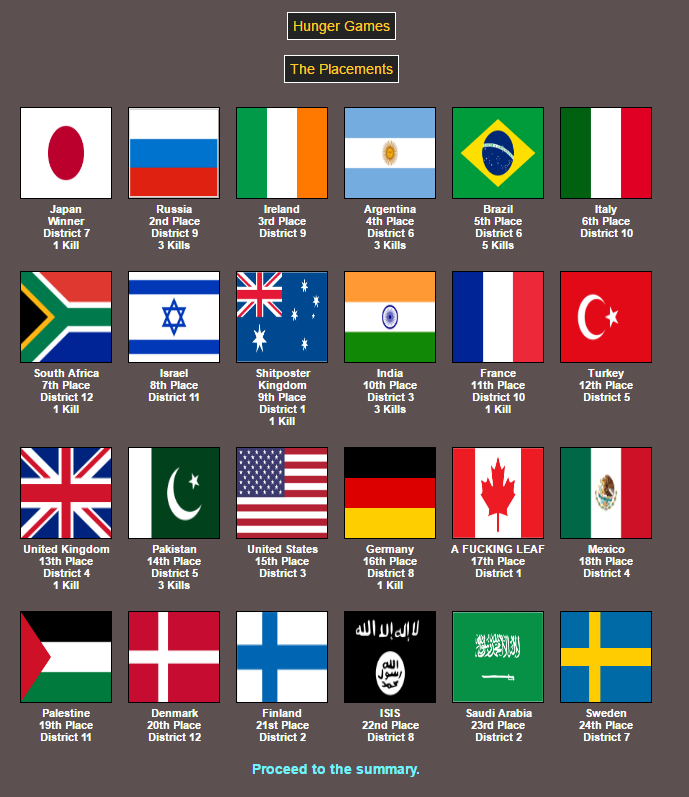 Hunger Games
The Placements
Japan
Winner
District 7
1 Kill
Russia
2nd Place
District 9
3 Kills
Ireland
3rd Place
District 9
Argentina
4th Place
District 6
3 Kills
Brazil
5th Place
District 6
5 Kills
Italy
6th Place
District 10
South Africa
7th Place
District 12
1 Kill
Israel
8th Place
District 11
Shitposter
Kingdom
9th Place
District 1
1 Kill
India
10th Place
District 3
3 Kills
France
11th Place
District 10
1 Kill
Turkey
12th Place
District 5
United Kingdom
13th Place
District 4
1 Kill
Pakistan
14th Place
District 5
3 Kills
United States
15th Place
District 3
Germany
16th Place
District 8
1 Kill
A FUCKING LEAF
17th Place
District 1
Mexico
18th Place
District 4
Palestine
19th Place
District 11
Denmark
20th Place
District 12
Finland
21st Place
District 2
لا اله الا الله
الله
رسول
محمد
ISIS
22nd Place
District 8
Saudi Arabia
23rd Place
District 2
Sweden
24th Place
District 7
Proceed to the summary.